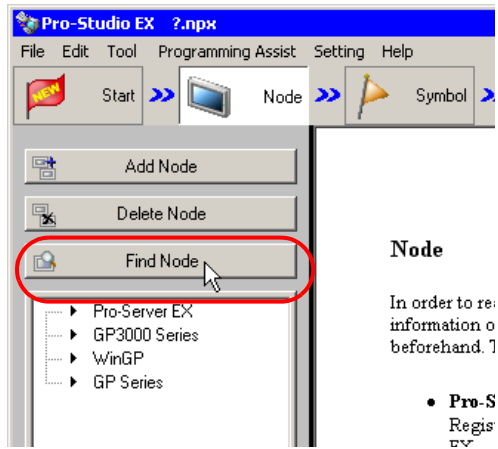 Pro-Studio EX ?.npx
File Edit Tool Programming Assist Setting Help
NEW Start Node Symbol
Add Node
Delete Node
Find Node
Pro-Server EX
GP3000 Series
WinGP
GP Series
Node
In order to
information
beforehand.
Pro-S
Regis
EX